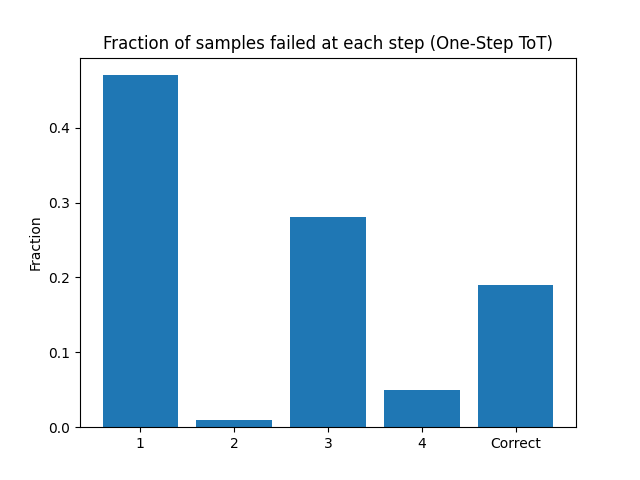 Fraction of samples failed at each step (One-Step ToT)
Fraction
0.4
0.3
0.2
0.1
0.0
1 2 3 4 Correct